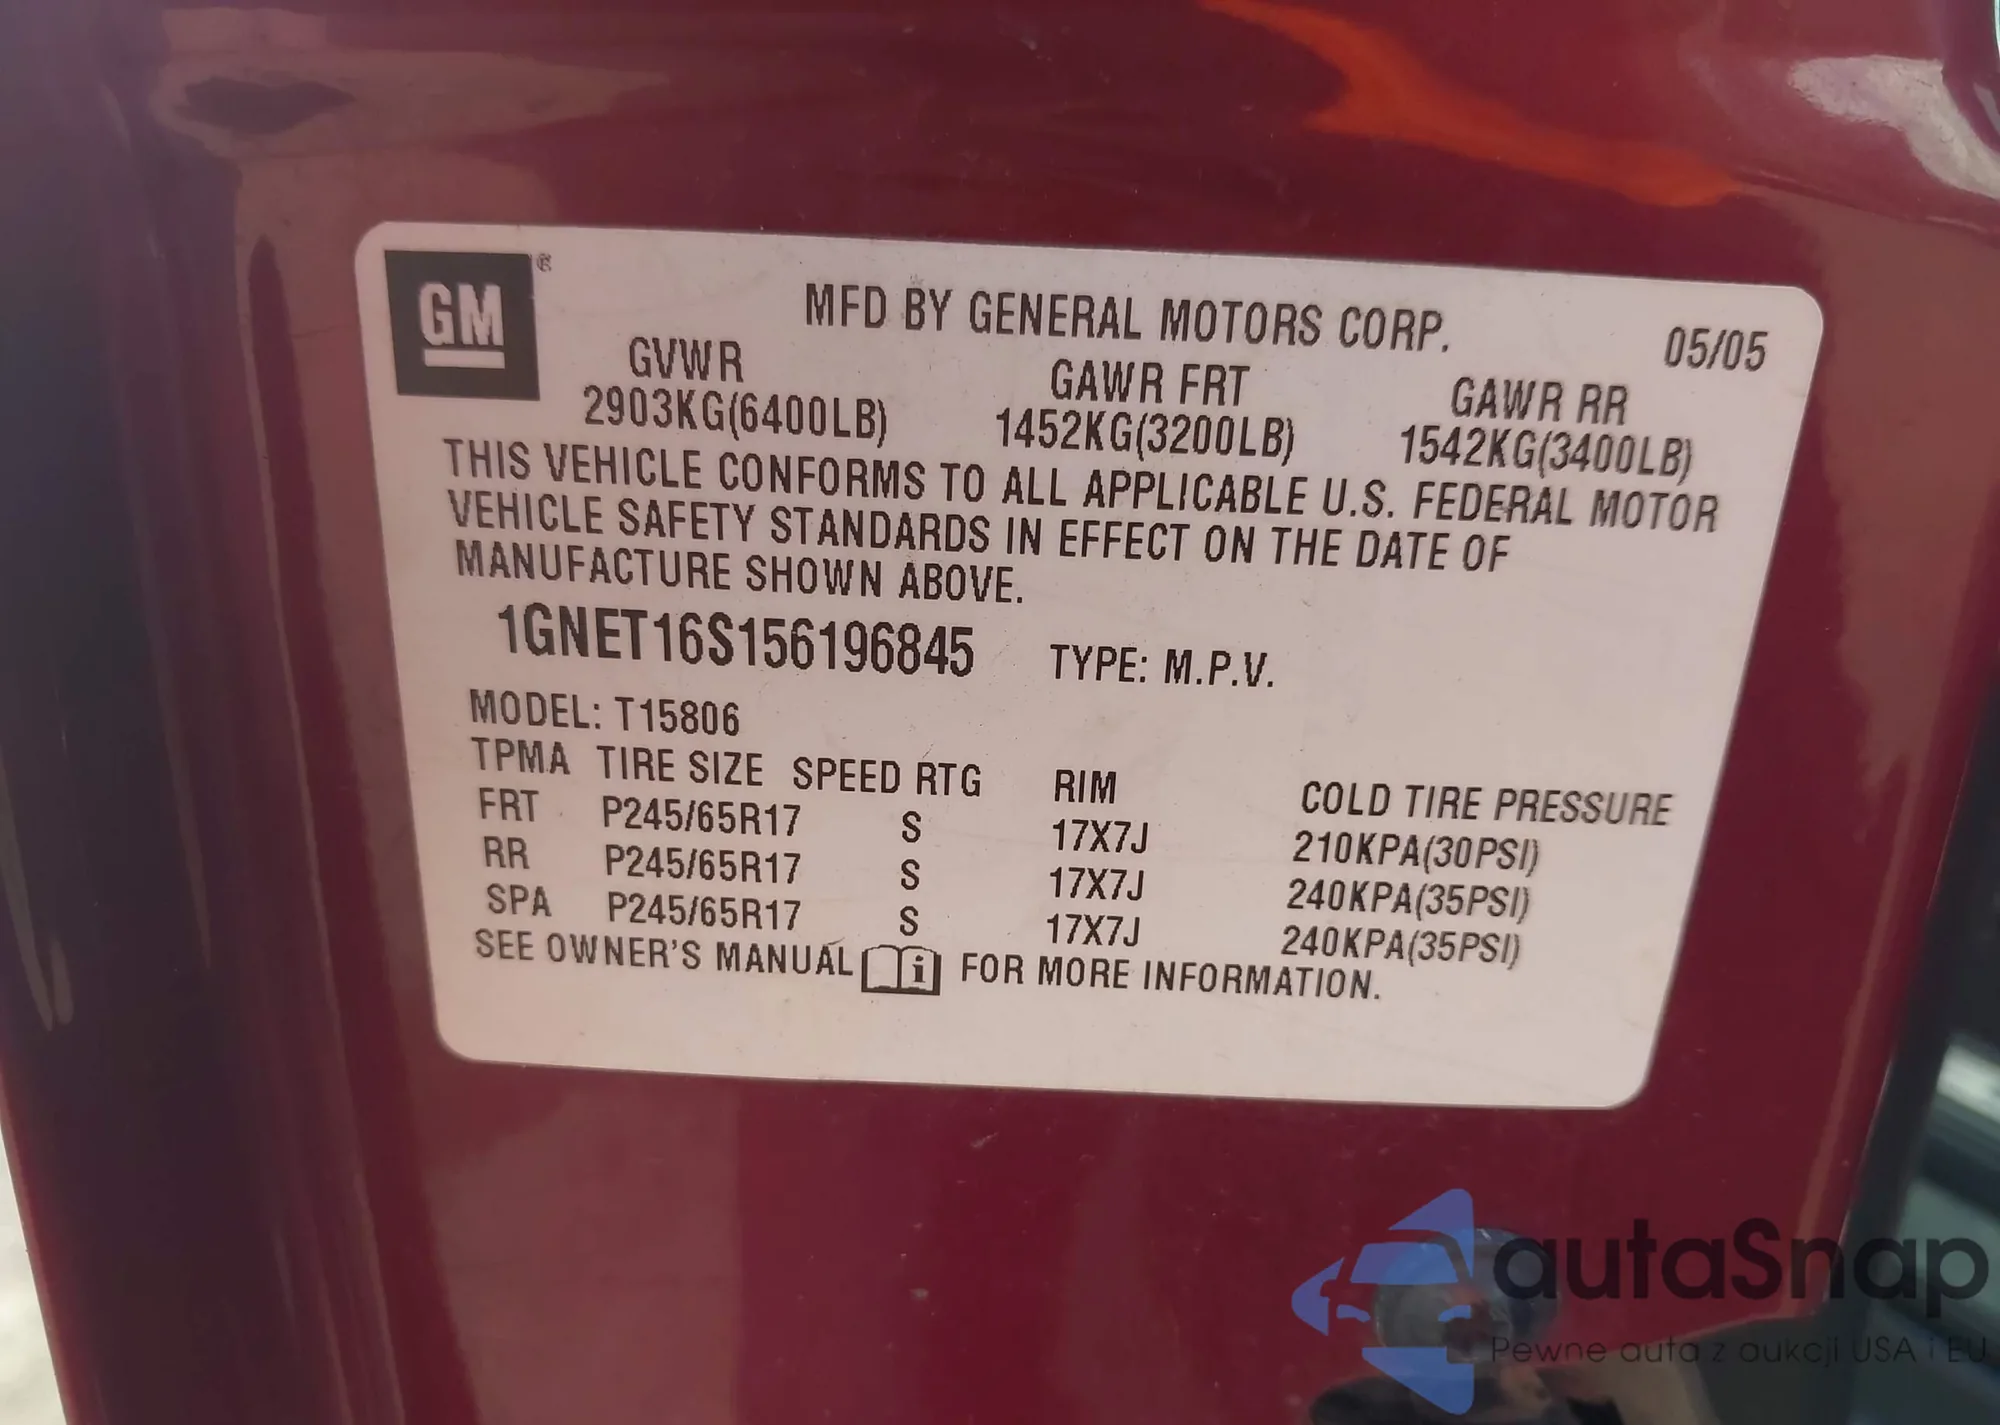 GM ®
MFD BY GENERAL MOTORS CORP. 05/05
GVWR GAWR FRT GAWR RR
2903KG(6400LB) 1452KG(3200LB) 1542KG(3400LB)
THIS VEHICLE CONFORMS TO ALL APPLICABLE U.S. FEDERAL MOTOR
VEHICLE SAFETY STANDARDS IN EFFECT ON THE DATE OF
MANUFACTURE SHOWN ABOVE.
1GNET16S156196845 TYPE: M.P.V.
MODEL: T15806
TPMA TIRE SIZE SPEED RTG RIM COLD TIRE PRESSURE
FRT P245/65R17 S 17X7J 210KPA(30PSI)
RR P245/65R17 S 17X7J 240KPA(35PSI)
SPA P245/65R17 S 17X7J 240KPA(35PSI)
SEE OWNER'S MANUAL i FOR MORE INFORMATION.
autaSnap
Pewne auta z aukcji USA i EU